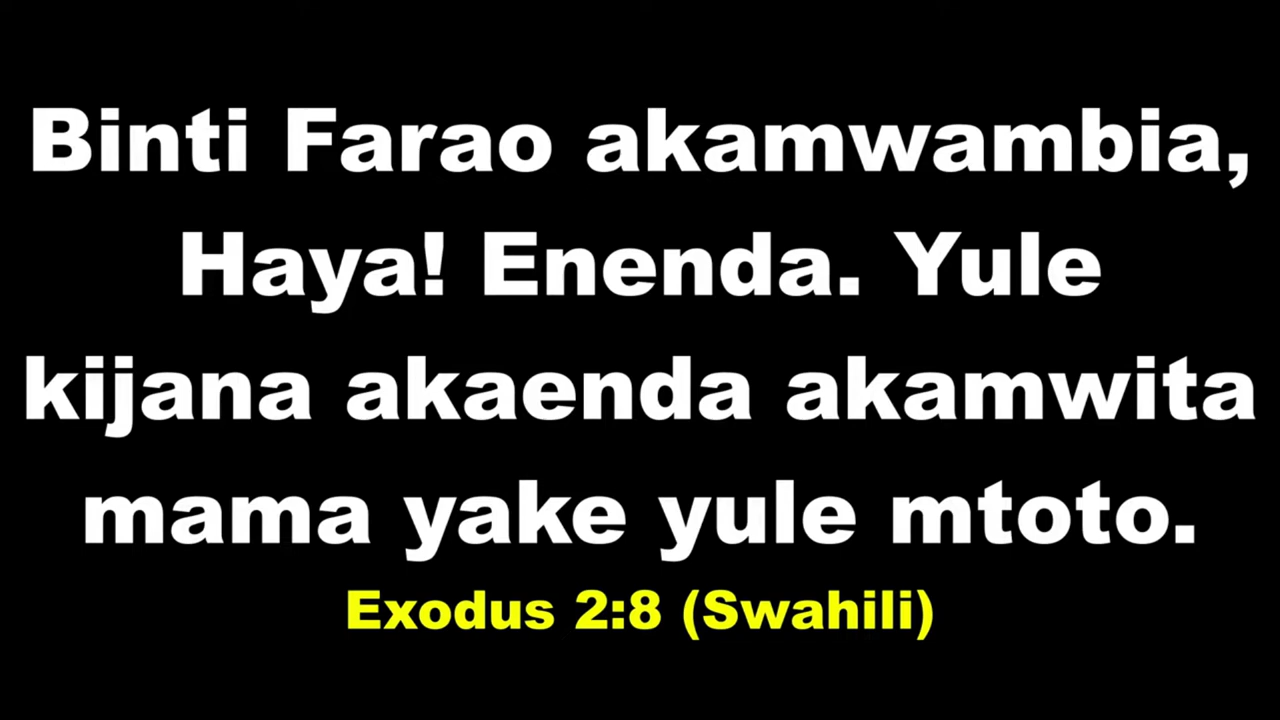 Binti Farao akamwambia,
Haya! Enenda. Yule
kijana akaenda akamwita
mama yake yule mtoto.
Exodus 2:8 (Swahili)